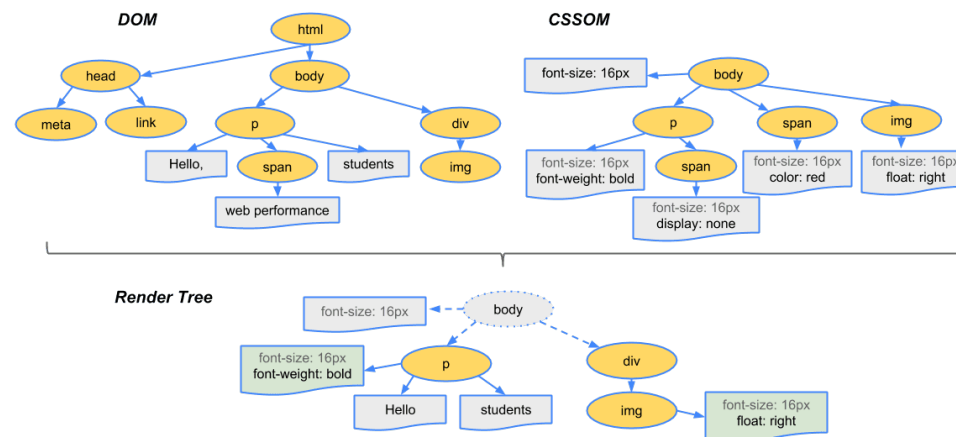 DOM
html
head
body
meta
link
p
div
Hello,
span
students
img
web performance
CSSOM
font-size: 16px
body
p
span
img
font-size: 16px
font-weight: bold
span
font-size: 16px
color: red
font-size: 16px
float: right
font-size: 16px
display: none
Render Tree
font-size: 16px
body
font-size: 16px
font-weight: bold
p
div
Hello
students
img
font-size: 16px
float: right